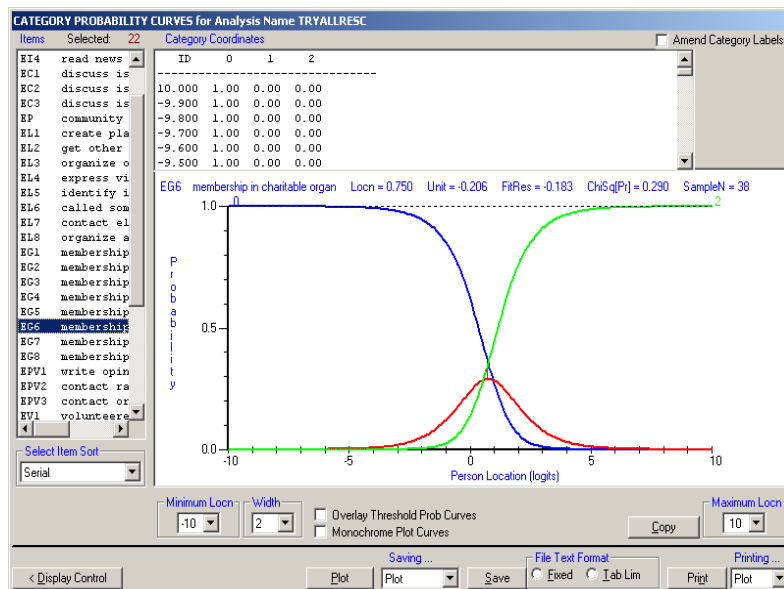 CATEGORY PROBABILITY CURVES for Analysis Name TRYALLRESC
Items Selected: 22 Category Coordinates
Amend Category Labels
EI4 read news
EC1 discuss is
EC2 discuss is
EC3 discuss is
EP community
EL1 create pla
EL2 get other
EL3 organize o
EL4 express vi
EL5 identify i
EL6 called som
EL7 contact el
EL8 organize a
EG1 membership
EG2 membership
EG3 membership
EG4 membership
EG5 membership
EG6 membership
EG7 membership
EG8 membership
EPV1 write opin
EPV2 contact ra
EPV3 contact or
EV1 volunteere
Select Item Sort
Serial
ID 0 1 2
-----------------------------------
10.000 1.00 0.00 0.00
-9.900 1.00 0.00 0.00
-9.800 1.00 0.00 0.00
-9.700 1.00 0.00 0.00
-9.600 1.00 0.00 0.00
-9.500 1.00 0.00 0.00
EG6 membership in charitable organ Locn = 0.750 Unit = -0.206 FitRes = -0.183 ChiSq[Pr] = 0.290 SampleN = 38
0 2
1.0
Probability
0.5
0.0
-10 -5 0 5 10
Person Location (logits)
Minimum Locn
-10
Width
2
Overlay Threshold Prob Curves
Monochrome Plot Curves
Copy
Maximum Locn
10
< Display Control
Plot
Saving ...
Plot
Save
File Text Format
Fixed Tab Lim
Print
Printing ...
Plot